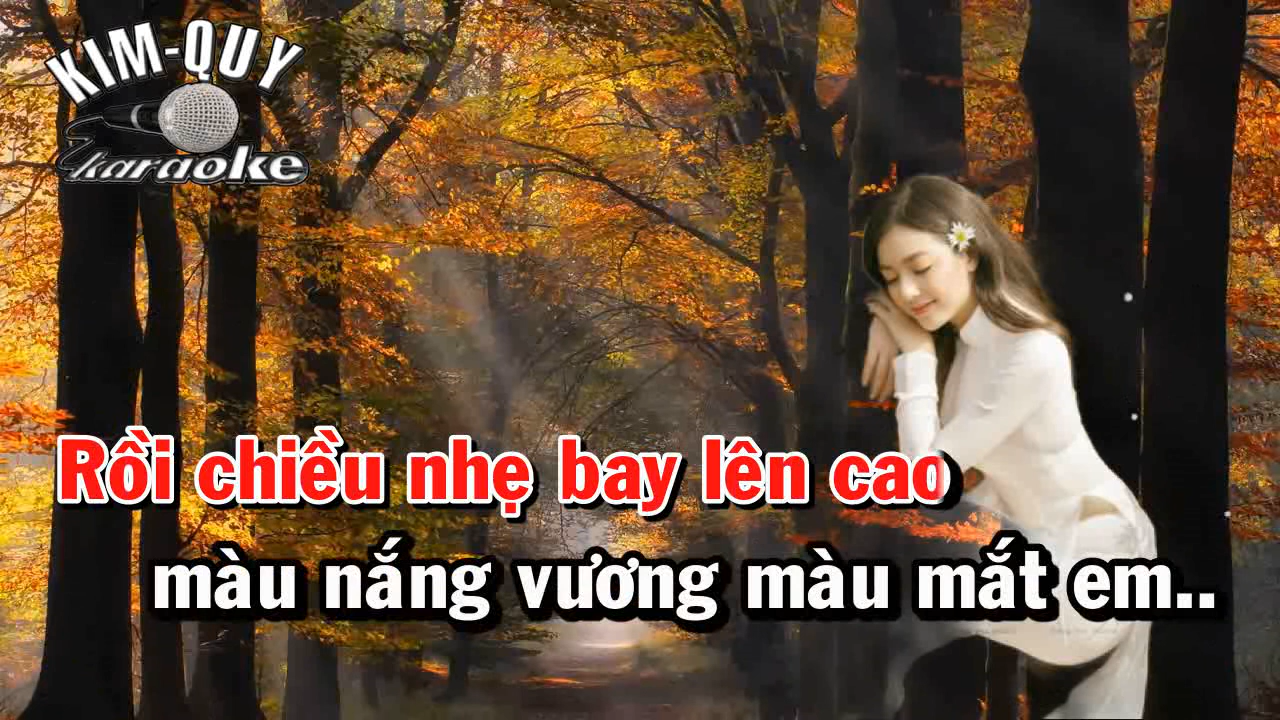 KIM-QUY
karaoke
Rồi chiều nhẹ bay lên cao
màu nắng vương màu mắt em..